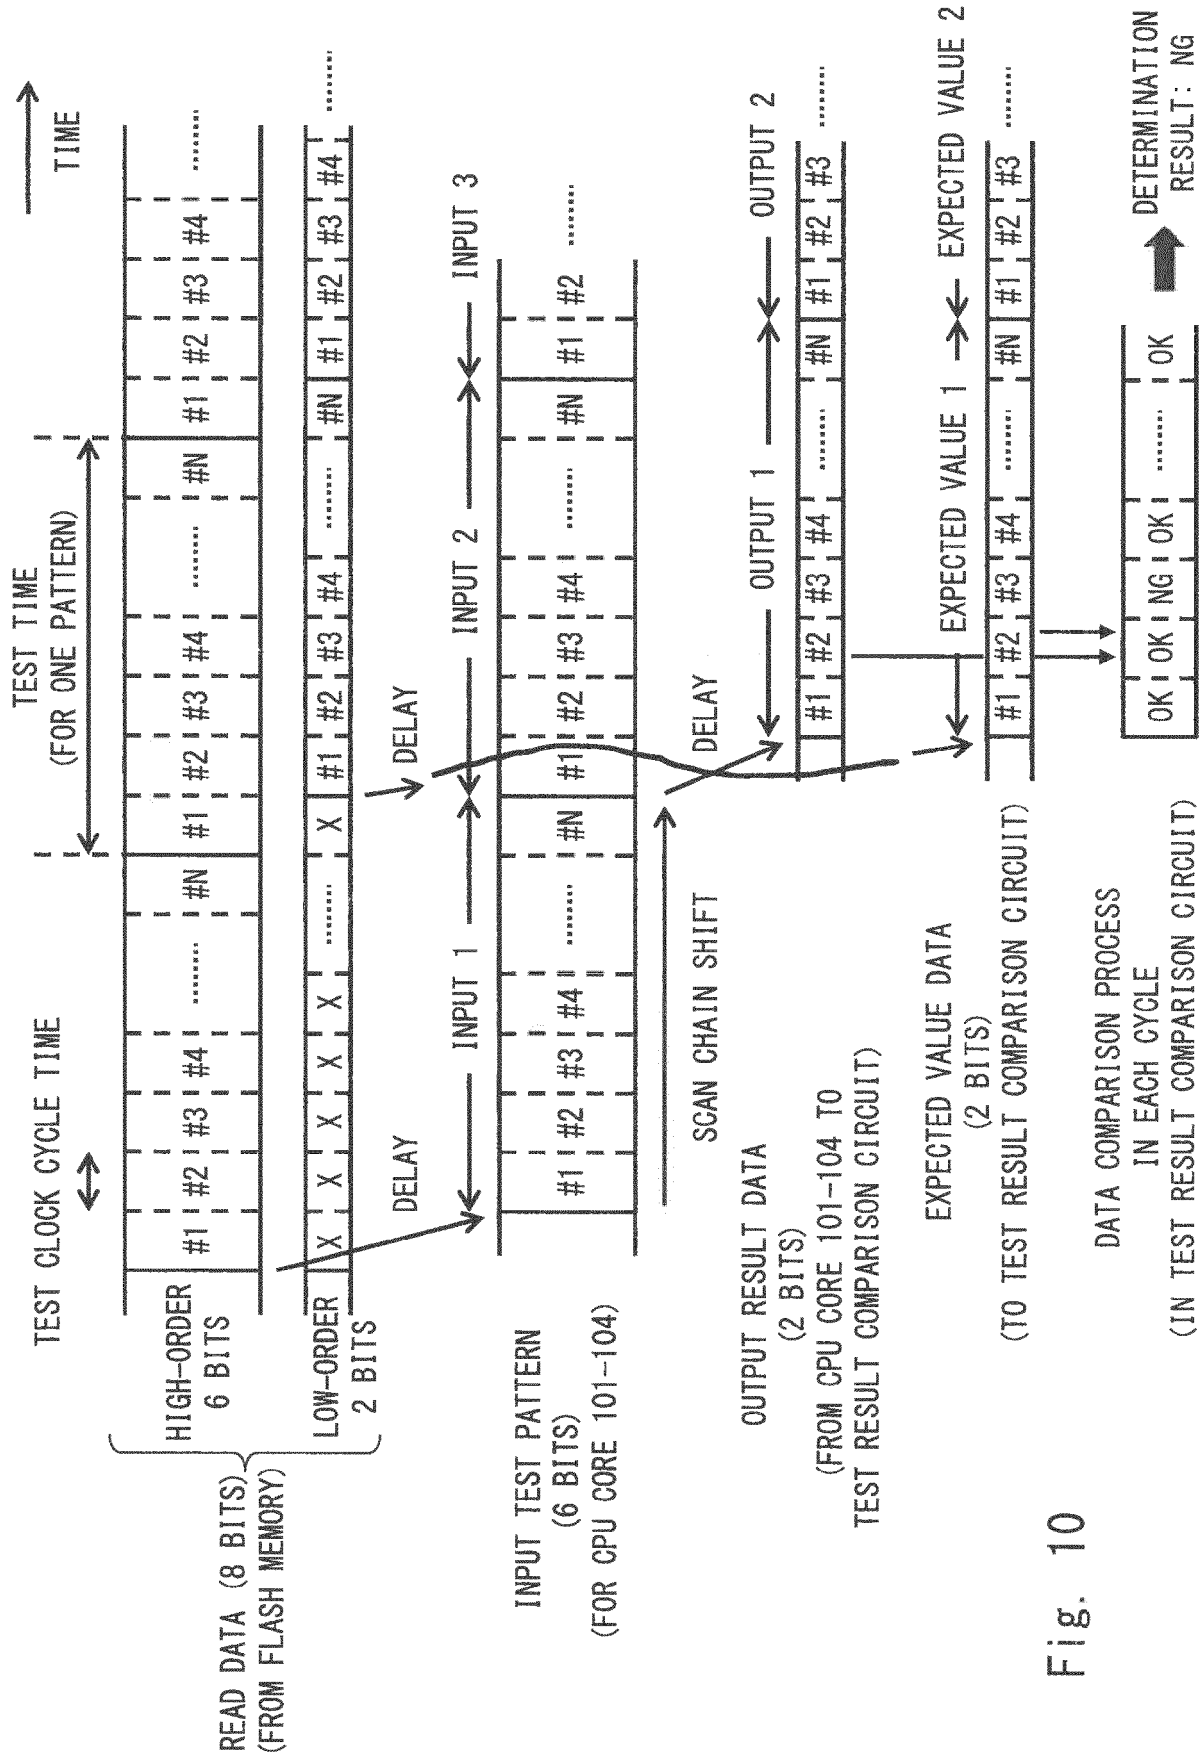 TIME
TEST TIME
(FOR ONE PATTERN)
TEST CLOCK CYCLE TIME
READ DATA (8 BITS)
(FROM FLASH MEMORY)
HIGH-ORDER
6 BITS
#1 #2 #3 #4 ........ #N #1 #2 #3 #4 ........ #N #1 #2 #3 #4 ........
LOW-ORDER
2 BITS
X X X X X ........ X #1 #2 #3 #4 ........ #N #1 #2 #3 #4 ........
DELAY
DELAY
INPUT 1 INPUT 2 INPUT 3
INPUT TEST PATTERN
(6 BITS)
(FOR CPU CORE 101-104)
#1 #2 #3 #4 ........ #N #1 #2 #3 #4 ........ #N #1 #2 ........
SCAN CHAIN SHIFT
DELAY
OUTPUT 1 OUTPUT 2
OUTPUT RESULT DATA
(2 BITS)
(FROM CPU CORE 101-104 TO
TEST RESULT COMPARISON CIRCUIT)
#1 #2 #3 #4 ........ #N #1 #2 #3 ........
EXPECTED VALUE 1 EXPECTED VALUE 2
EXPECTED VALUE DATA
(2 BITS)
(TO TEST RESULT COMPARISON CIRCUIT)
#1 #2 #3 #4 ........ #N #1 #2 #3 ........
DATA COMPARISON PROCESS
IN EACH CYCLE
(IN TEST RESULT COMPARISON CIRCUIT)
OK OK NG OK ........ OK
DETERMINATION
RESULT: NG
Fig. 10